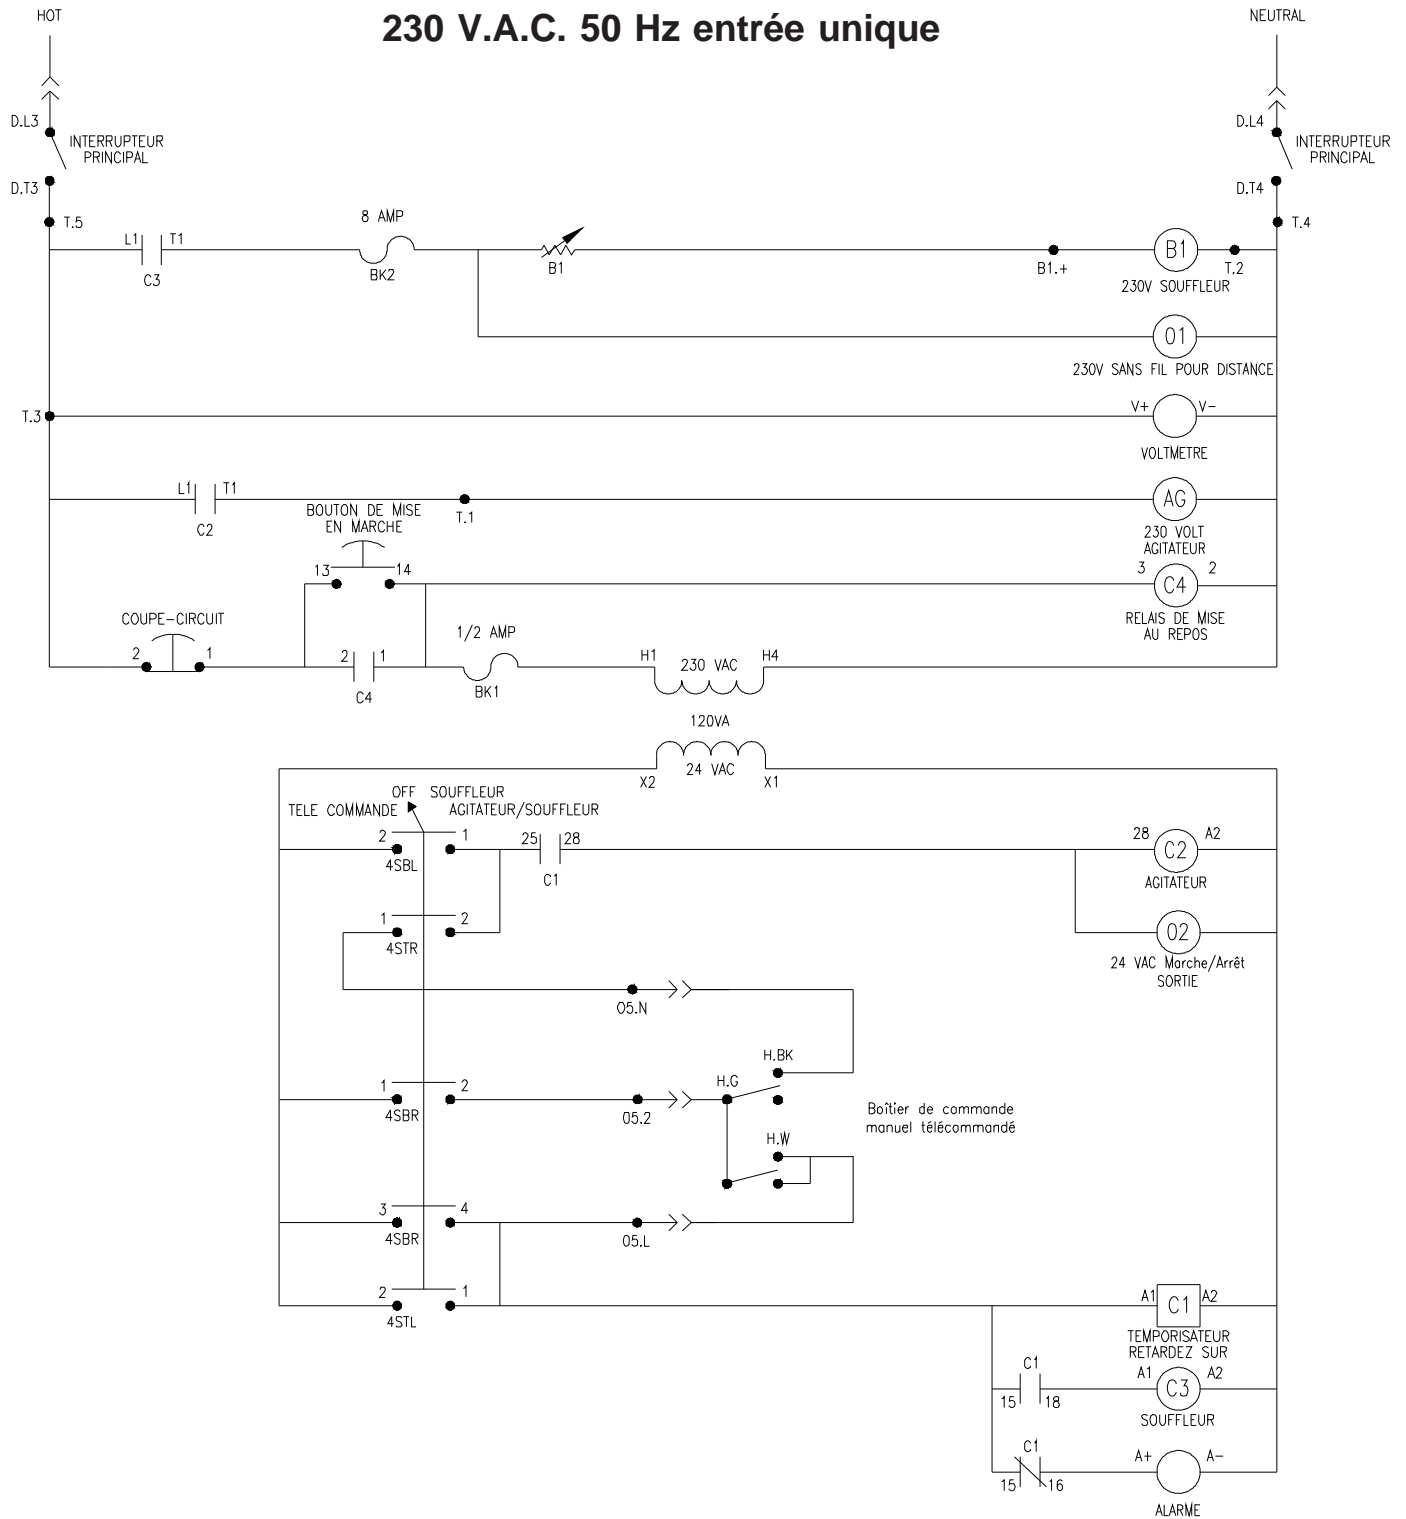 HOT
230 V.A.C. 50 Hz entrée unique
NEUTRAL
D.L3
INTERRUPTEUR
PRINCIPAL
D.T3
T.5
D.L4
INTERRUPTEUR
PRINCIPAL
D.T4
T.4
8 AMP
L1
T1
C3
BK2
B1
B1.+
B1
T.2
230V SOUFFLEUR
O1
230V SANS FIL POUR DISTANCE
T.3
V+
V-
VOLTMETRE
L1
T1
C2
T.1
AG
230 VOLT
AGITATEUR
BOUTON DE MISE
EN MARCHE
13
14
3
2
C4
RELAIS DE MISE
AU REPOS
COUPE-CIRCUIT
2
1
2
1
C4
1/2 AMP
BK1
H1
230 VAC
H4
120VA
X2
24 VAC
X1
OFF
SOUFFLEUR
TELE COMMANDE
AGITATEUR/SOUFFLEUR
2
1
4SBL
25
28
C1
28
A2
C2
AGITATEUR
1
2
4STR
O2
24 VAC Marche/Arrêt
SORTIE
O5.N
H.BK
H.G
1
2
4SBR
O5.2
Boîtier de commande
manuel télécommandé
H.W
3
4
4SBR
O5.L
2
1
4STL
A1
C1
A2
TEMPORISATEUR
RETARDEZ SUR
C1
15
18
A1
A2
C3
SOUFFLEUR
C1
15
16
A+
A-
ALARME